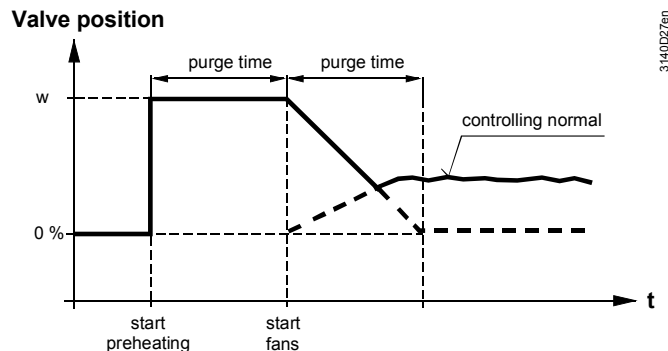 Valve position
3140D27en
purge time
purge time
w
controlling normal
0 %
t
start
preheating
start
fans